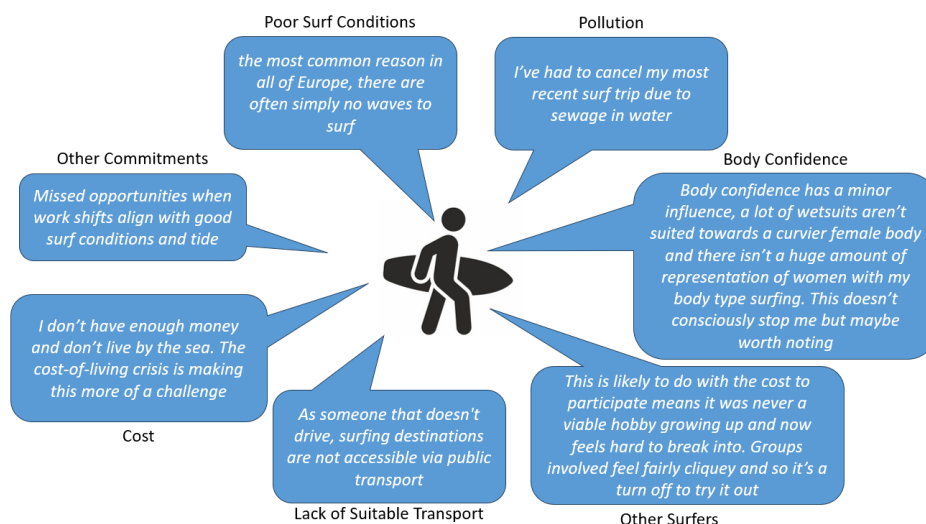 Poor Surf Conditions
the most common reason in
all of Europe, there are
often simply no waves to
surf
Pollution
I’ve had to cancel my most
recent surf trip due to
sewage in water
Other Commitments
Missed opportunities when
work shifts align with good
surf conditions and tide
Body Confidence
Body confidence has a minor
influence, a lot of wetsuits aren’t
suited towards a curvier female body
and there isn’t a huge amount of
representation of women with my
body type surfing. This doesn’t
consciously stop me but maybe
worth noting
I don’t have enough money
and don’t live by the sea. The
cost-of-living crisis is making
this more of a challenge
Cost
As someone that doesn't
drive, surfing destinations
are not accessible via public
transport
Lack of Suitable Transport
This is likely to do with the cost to
participate means it was never a
viable hobby growing up and now
feels hard to break into. Groups
involved feel fairly cliquey and so it’s a
turn off to try it out
Other Surfers